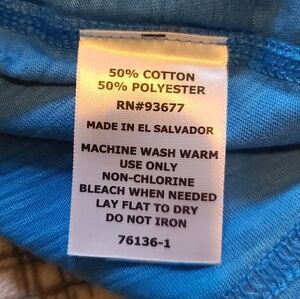 50% COTTON
50% POLYESTER
RN#93677
MADE IN EL SALVADOR
MACHINE WASH WARM
USE ONLY
NON-CHLORINE
BLEACH WHEN NEEDED
LAY FLAT TO DRY
DO NOT IRON
76136-1